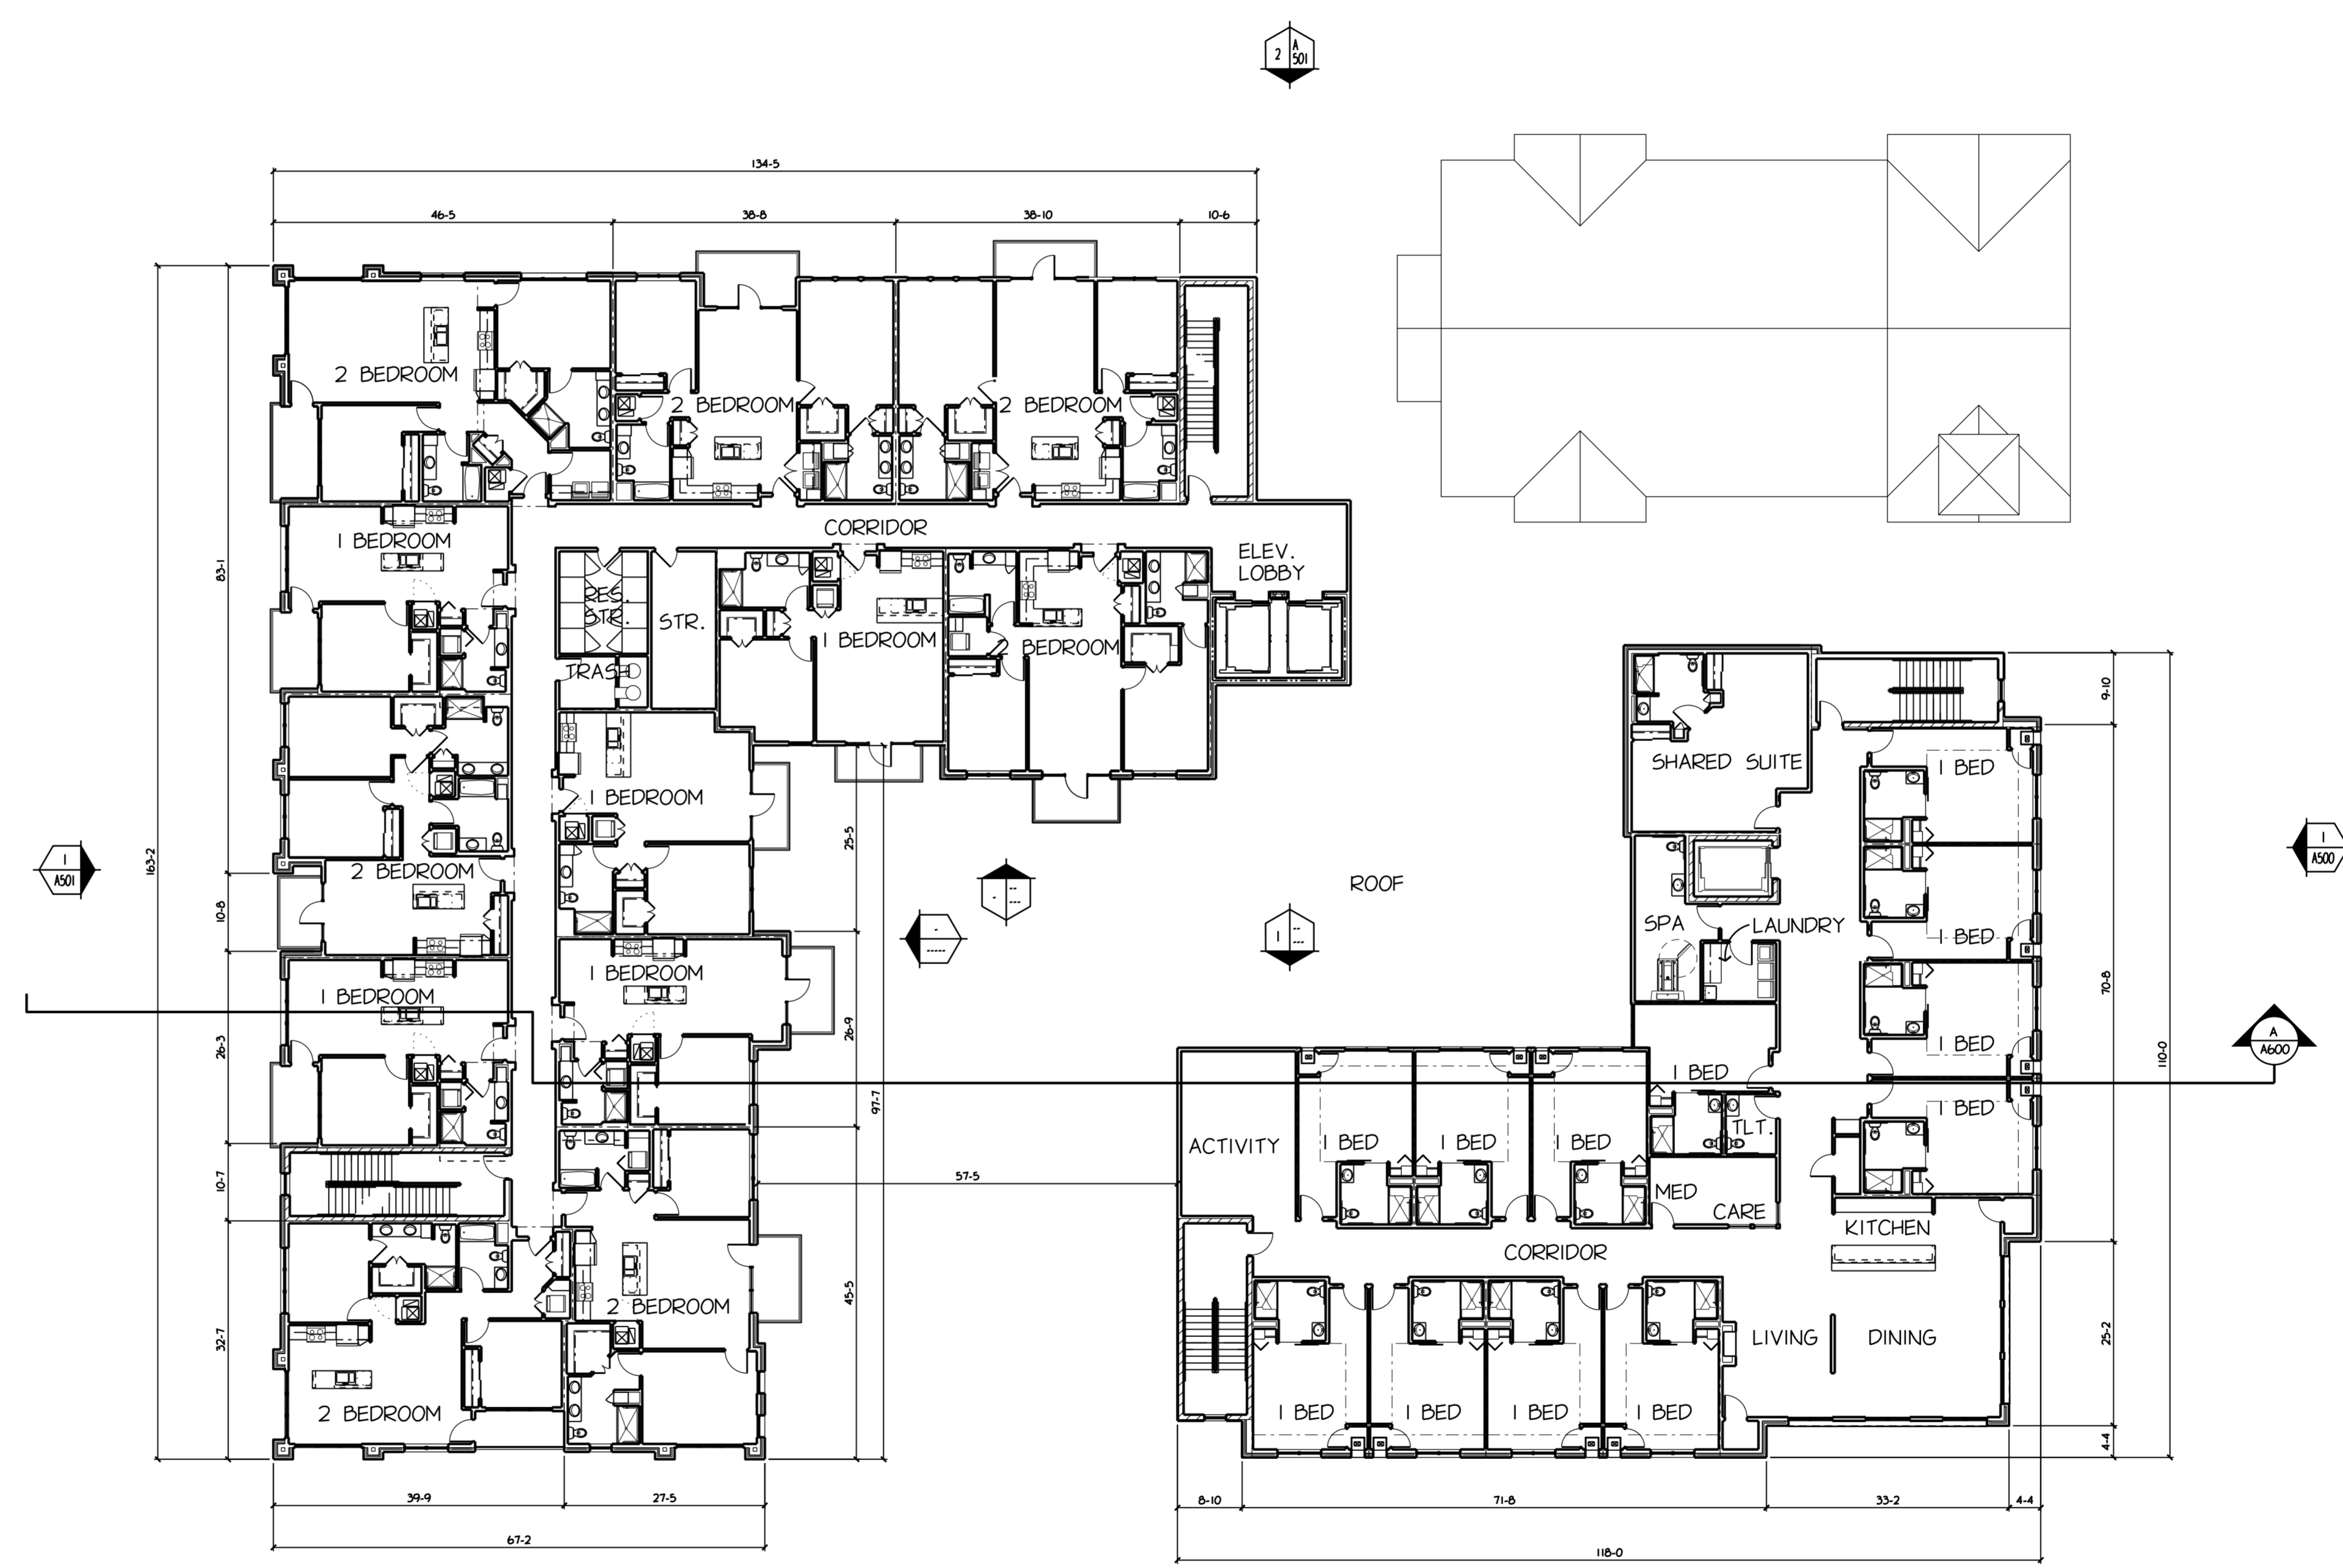 2 A
501
134-5
46-5
38-8
38-10
10-6
2 BEDROOM
2 BEDROOM
2 BEDROOM
CORRIDOR
1 BEDROOM
ELEV.
LOBBY
RES.
STR.
STR.
1 BEDROOM
2 BEDROOM
TRASH
83-1
163-2
9-10
SHARED SUITE
1 BED
1 BEDROOM
25-5
1
A501
2 BEDROOM
10-8
ROOF
1
A500
SPA
LAUNDRY
1 BED
1 BEDROOM
1 BEDROOM
1
70-8
26-3
26-9
97-7
110-0
A
A600
1 BED
1 BED
1 BED
TLT.
ACTIVITY
1 BED
1 BED
1 BED
10-7
57-5
MED
CARE
KITCHEN
CORRIDOR
45-5
2 BEDROOM
32-7
LIVING
DINING
25-2
2 BEDROOM
1 BED
1 BED
1 BED
1 BED
4-4
39-9
27-5
8-10
71-8
33-2
4-4
67-2
118-0